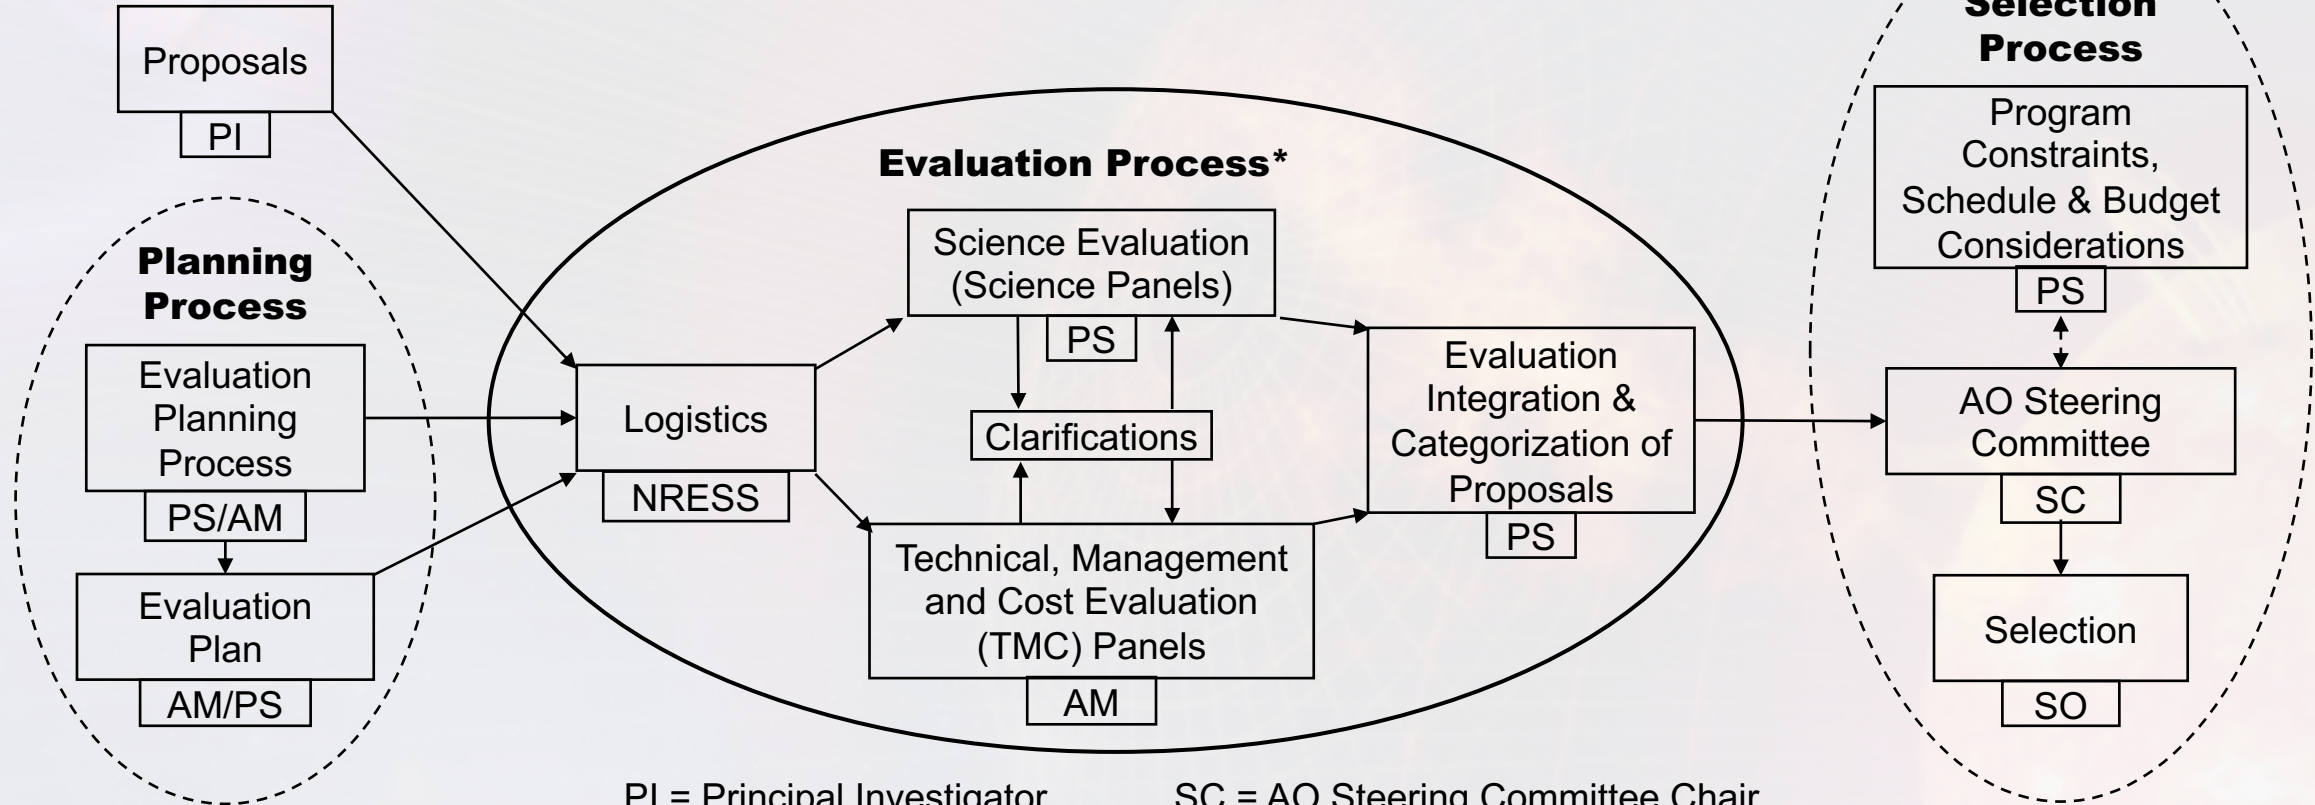 Proposals
PI
Planning
Process
Evaluation
Planning
Process
PS/AM
Evaluation
Plan
AM/PS
Evaluation Process*
Logistics
NRESS
Science Evaluation
(Science Panels)
PS
Clarifications
Technical, Management
and Cost Evaluation
(TMC) Panels
AM
Evaluation
Integration &
Categorization of
Proposals
PS
Selection
Process
Program
Constraints,
Schedule & Budget
Considerations
PS
AO Steering
Committee
SC
Selection
SO
PI = Principal Investigator
SC = AO Steering Committee Chair